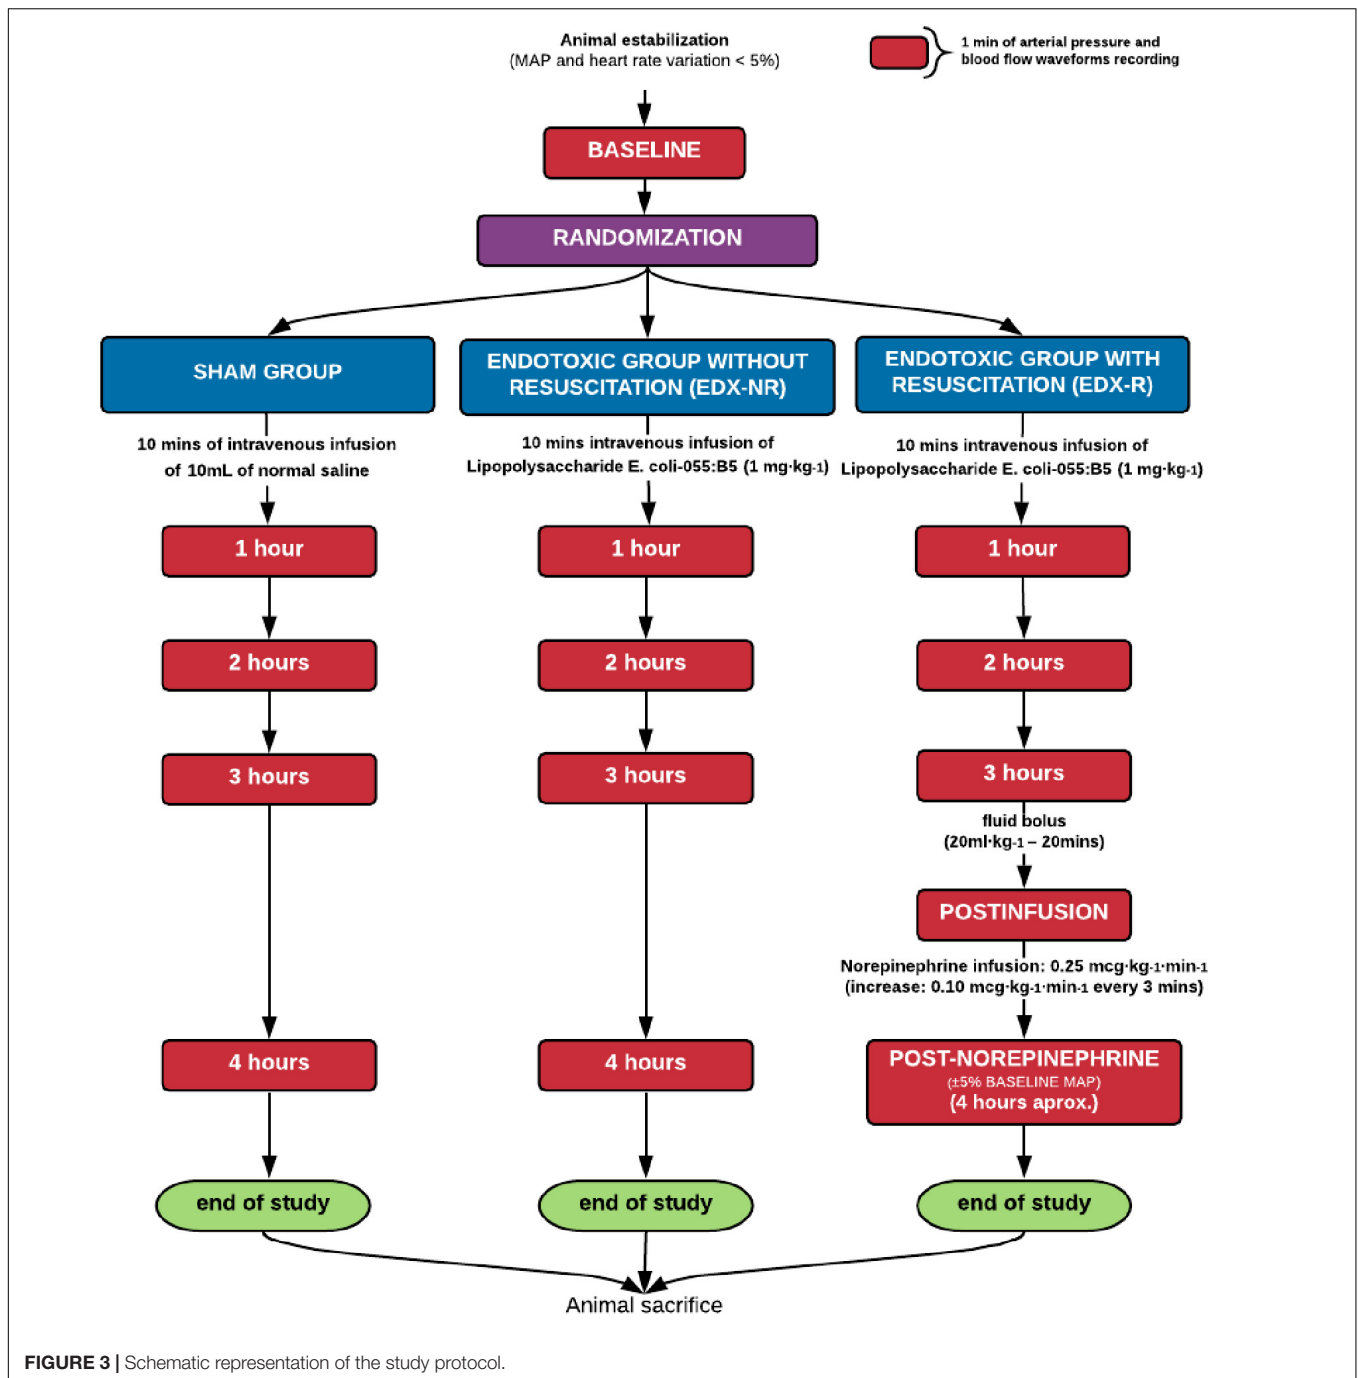 Animal estabilization
(MAP and heart rate variation < 5%)
1 min of arterial pressure and
blood flow waveforms recording
BASELINE
RANDOMIZATION
SHAM GROUP
10 mins of intravenous infusion
of 10mL of normal saline
1 hour
2 hours
3 hours
4 hours
end of study
ENDOTOXIC GROUP WITHOUT
RESUSCITATION (EDX-NR)
10 mins intravenous infusion of
Lipopolysaccharide E. coli-055:B5 (1 mg·kg-1)
1 hour
2 hours
3 hours
4 hours
end of study
ENDOTOXIC GROUP WITH
RESUSCITATION (EDX-R)
10 mins intravenous infusion of
Lipopolysaccharide E. coli-055:B5 (1 mg·kg-1)
1 hour
2 hours
3 hours
fluid bolus
(20ml·kg-1 – 20mins)
POSTINFUSION
Norepinephrine infusion: 0.25 mcg·kg-1·min-1
(increase: 0.10 mcg·kg-1·min-1 every 3 mins)
POST-NOREPINEPHRINE
(±5% BASELINE MAP)
(4 hours aprox.)
end of study
Animal sacrifice
FIGURE 3 | Schematic representation of the study protocol.